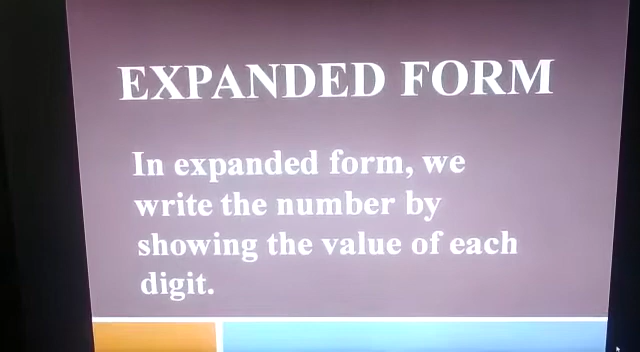 EXPANDED FORM
In expanded form, we
write the number by
showing the value of each
digit.